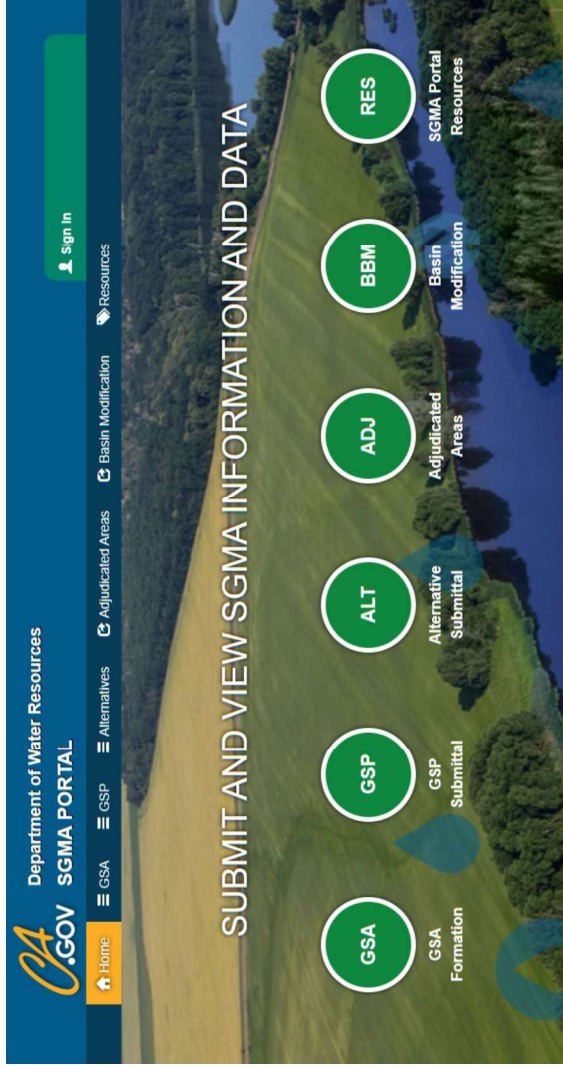 CA
.GOV
Department of Water Resources
SGMA PORTAL
Sign In
Home
GSA
GSP
Alternatives
Adjudicated Areas
Basin Modification
Resources
SUBMIT AND VIEW SGMA INFORMATION AND DATA
GSA
GSA
Formation
GSP
GSP
Submittal
ALT
Alternative
Submittal
ADJ
Adjudicated
Areas
BBM
Basin
Modification
RES
SGMA Portal
Resources